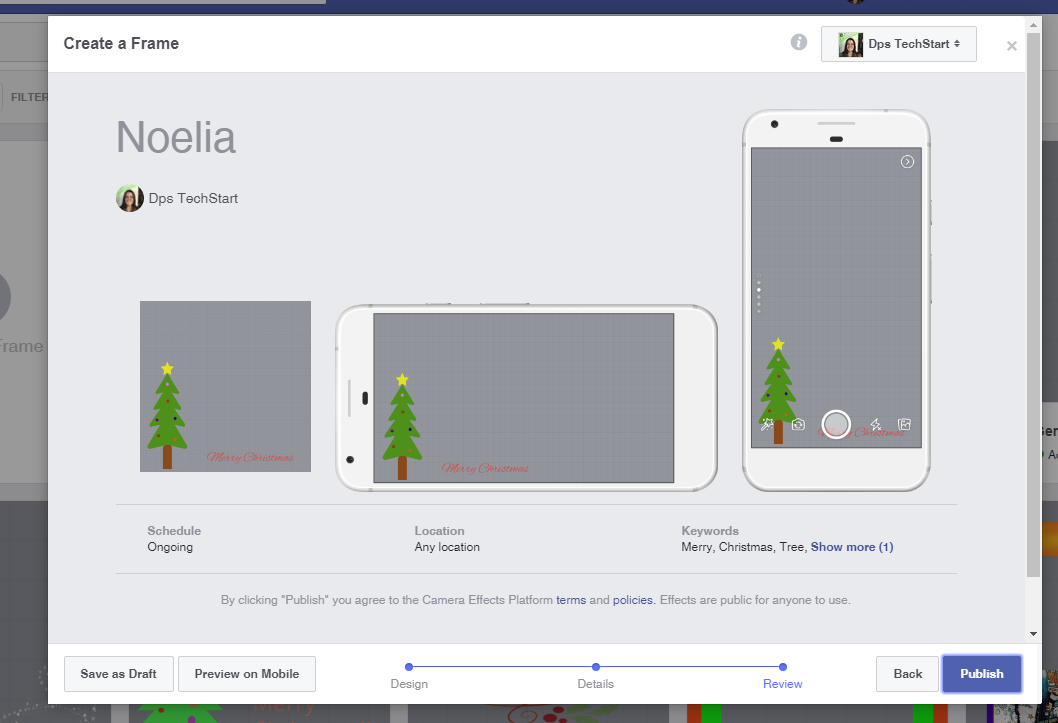 Create a Frame
Dps TechStart
FILTER
Noelia
Dps TechStart
Frame
Merry Christmas
Merry Christmas
Merry Christmas
Schedule
Ongoing
Location
Any location
Keywords
Merry, Christmas, Tree, Show more (1)
By clicking "Publish" you agree to the Camera Effects Platform terms and policies. Effects are public for anyone to use.
Save as Draft
Preview on Mobile
Design
Details
Review
Back
Publish
Merry